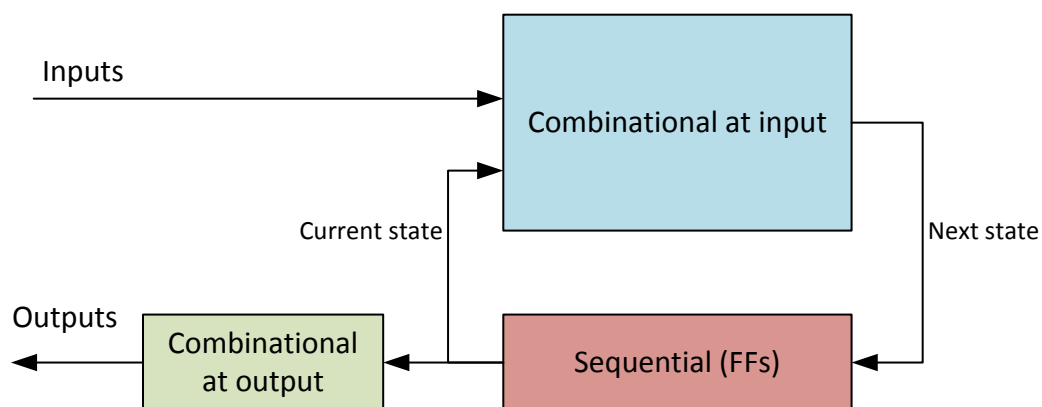 Inputs
Combinational at input
Current state
Next state
Outputs
Combinational
at output
Sequential (FFs)